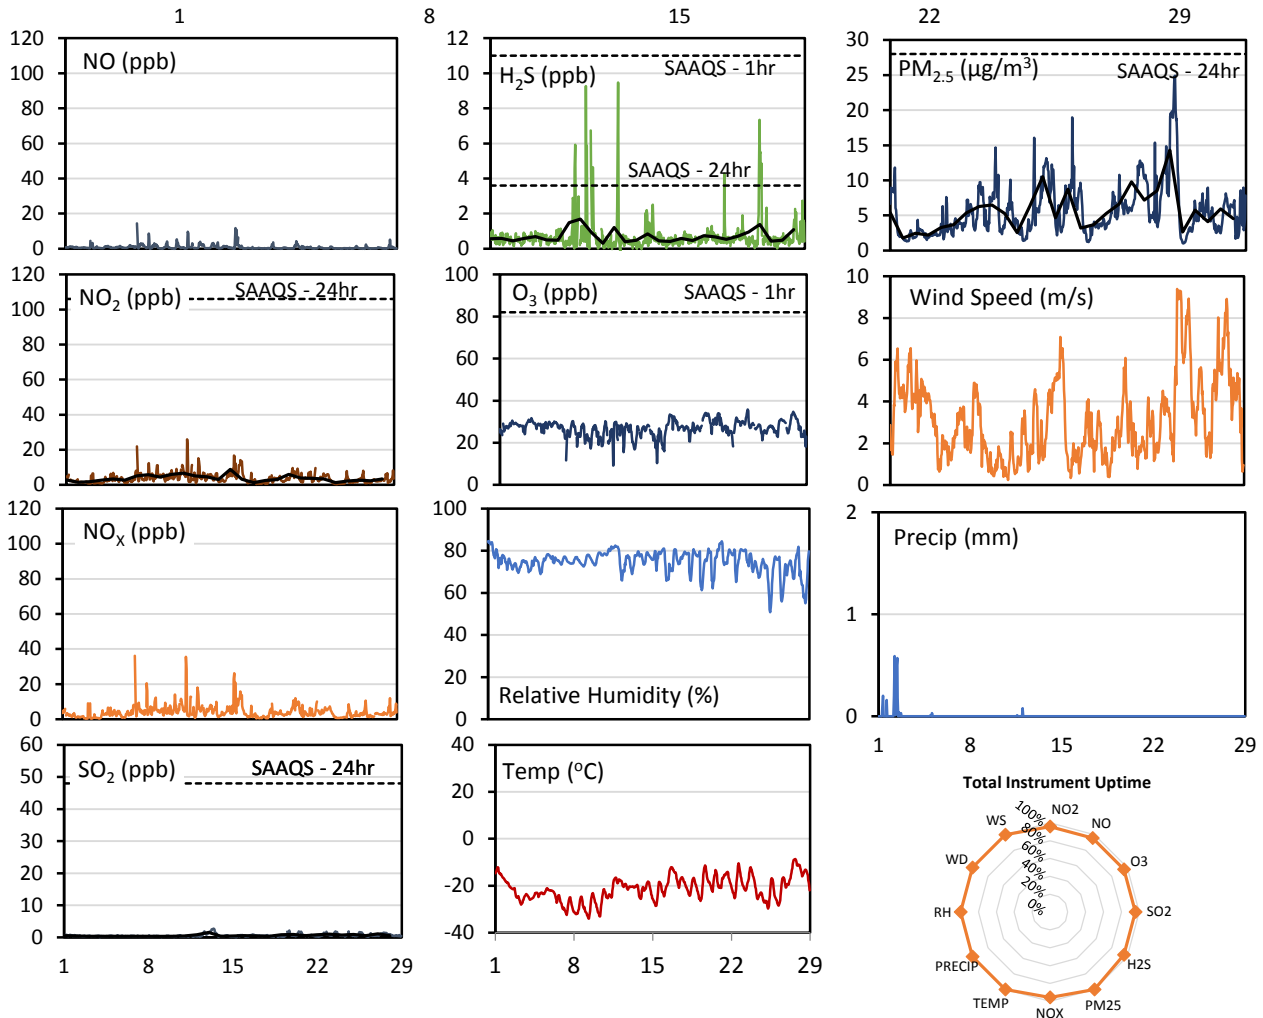 1 8 15 22 29
NO (ppb)
120
100
80
60
40
20
0
H2S (ppb)
SAAQS - 1hr
SAAQS - 24hr
12
10
8
6
4
2
0
PM2.5 (µg/m3)
SAAQS - 24hr
30
25
20
15
10
5
0
NO2 (ppb)
SAAQS - 24hr
120
100
80
60
40
20
0
O3 (ppb)
SAAQS - 1hr
100
80
60
40
20
0
Wind Speed (m/s)
10
8
6
4
2
0
NOX (ppb)
120
100
80
60
40
20
0
Relative Humidity (%)
100
80
60
40
20
0
Precip (mm)
2
1
0
1 8 15 22 29
SO2 (ppb)
SAAQS - 24hr
60
50
40
30
20
10
0
1 8 15 22 29
Temp (oC)
40
20
0
-20
-40
1 8 15 22 29
Total Instrument Uptime
100%
80%
60%
40%
20%
0%
NO2
NO
O3
SO2
H2S
PM25
NOX
TEMP
PRECIP
RH
WD
WS